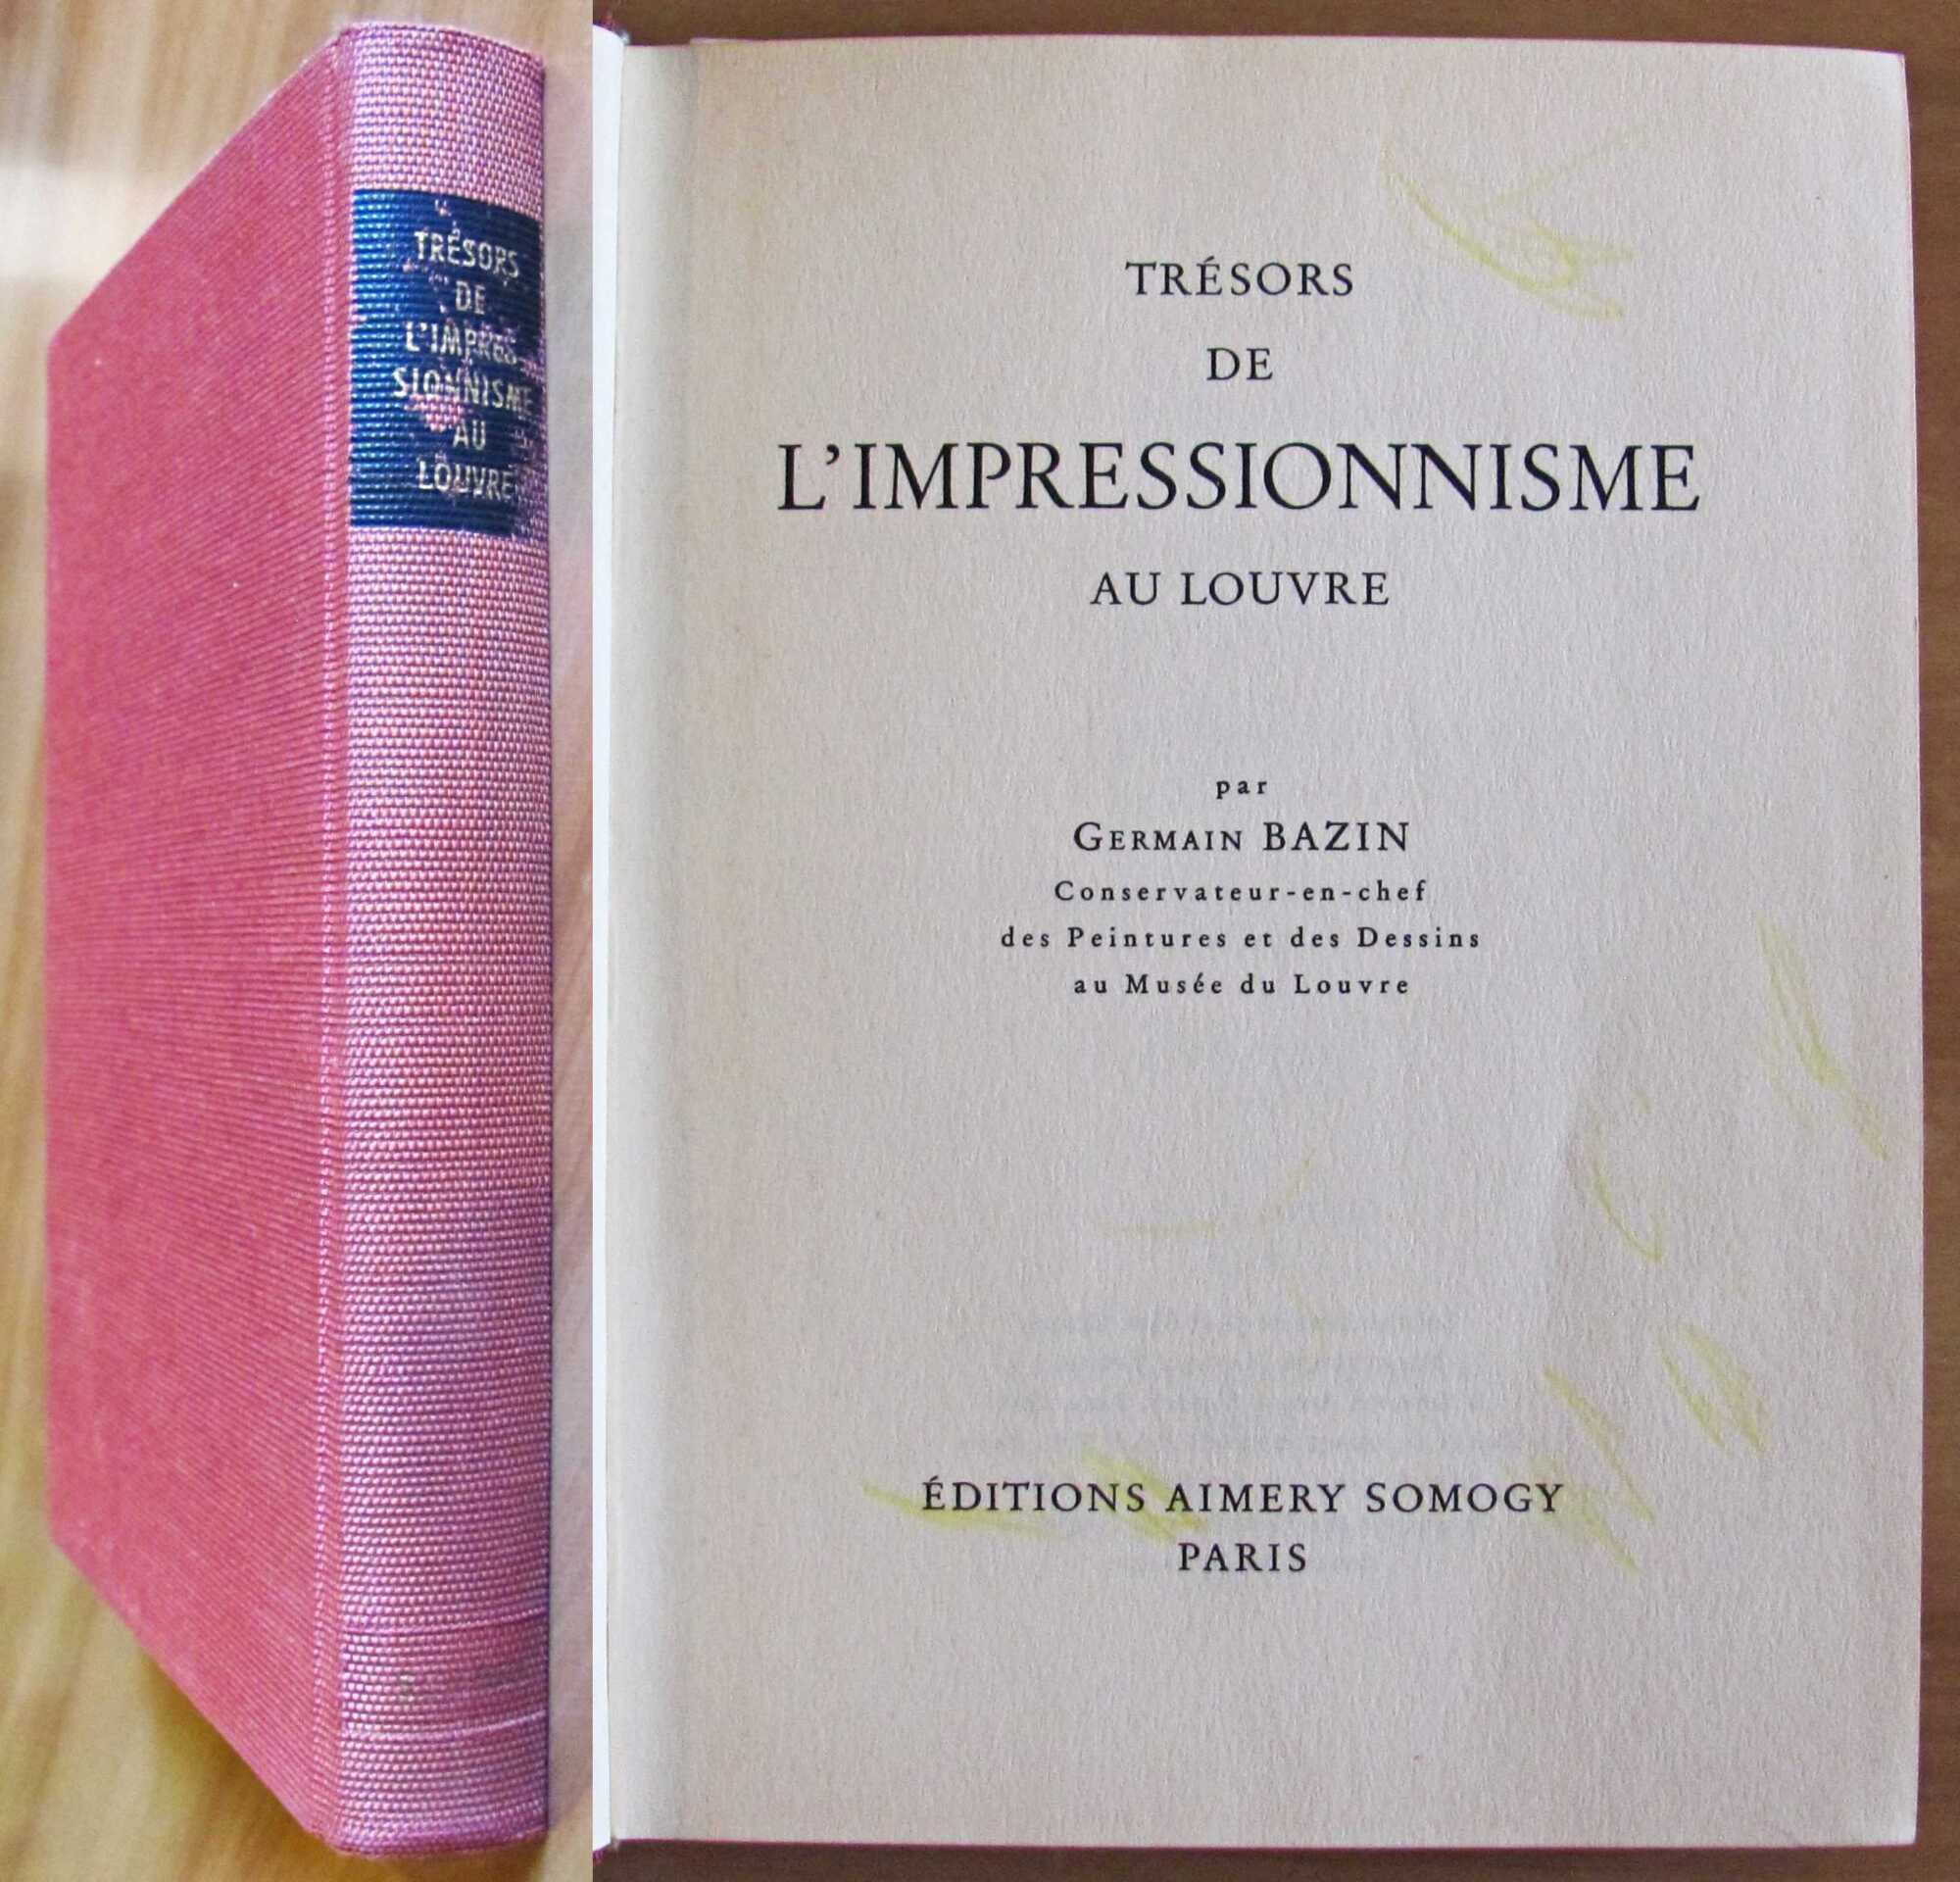 TRÉSORS
DE
L'IMPRES-
SIONNISME
AU
LOUVRE
TRÉSORS
DE
L'IMPRESSIONNISME
AU LOUVRE
par
GERMAIN BAZIN
Conservateur-en-chef
des Peintures et des Dessins
au Musée du Louvre
ÉDITIONS AIMERY SOMOGY
PARIS